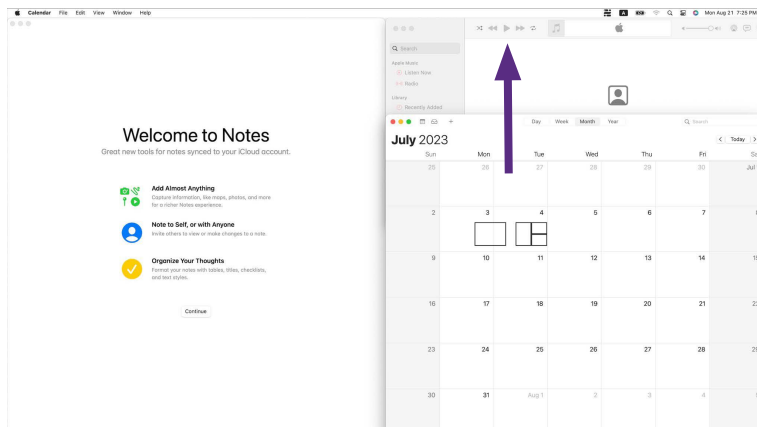 Calendar File Edit View Window Help
A
Mon Aug 21 7:25 PM
Welcome to Notes
Great new tools for notes synced to your iCloud account.
Add Almost Anything
Capture information, like maps, photos, and more
for a richer Notes experience.
Note to Self, or with Anyone
Invite others to view or make changes to a note.
Organize Your Thoughts
Format your notes with tables, titles, checklists,
and text styles.
Continue
Search
Apple Music
Listen Now
Radio
Library
Recently Added
Day Week Month Year
Search
July 2023
Today
Sun Mon Tue Wed Thu Fri
25 26 27 28 29 30 Jul
2 3 4 5 6 7
9 10 11 12 13 14
16 17 18 19 20 21
23 24 25 26 27 28
30 31 Aug 1 2 3 4